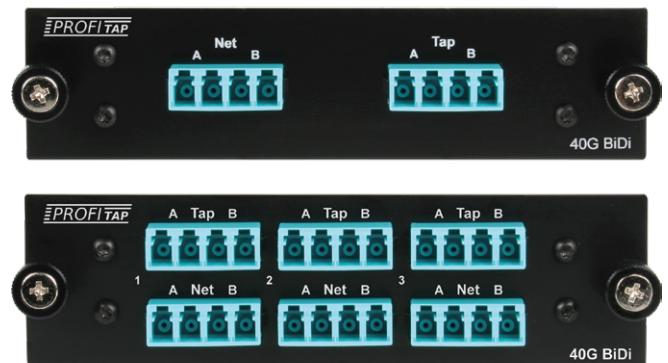 PROFITAP
Net
Tap
A B
A B
40G BiDi
PROFITAP
A Tap B
A Tap B
A Tap B
1
2
3
A Net B
A Net B
A Net B
40G BiDi